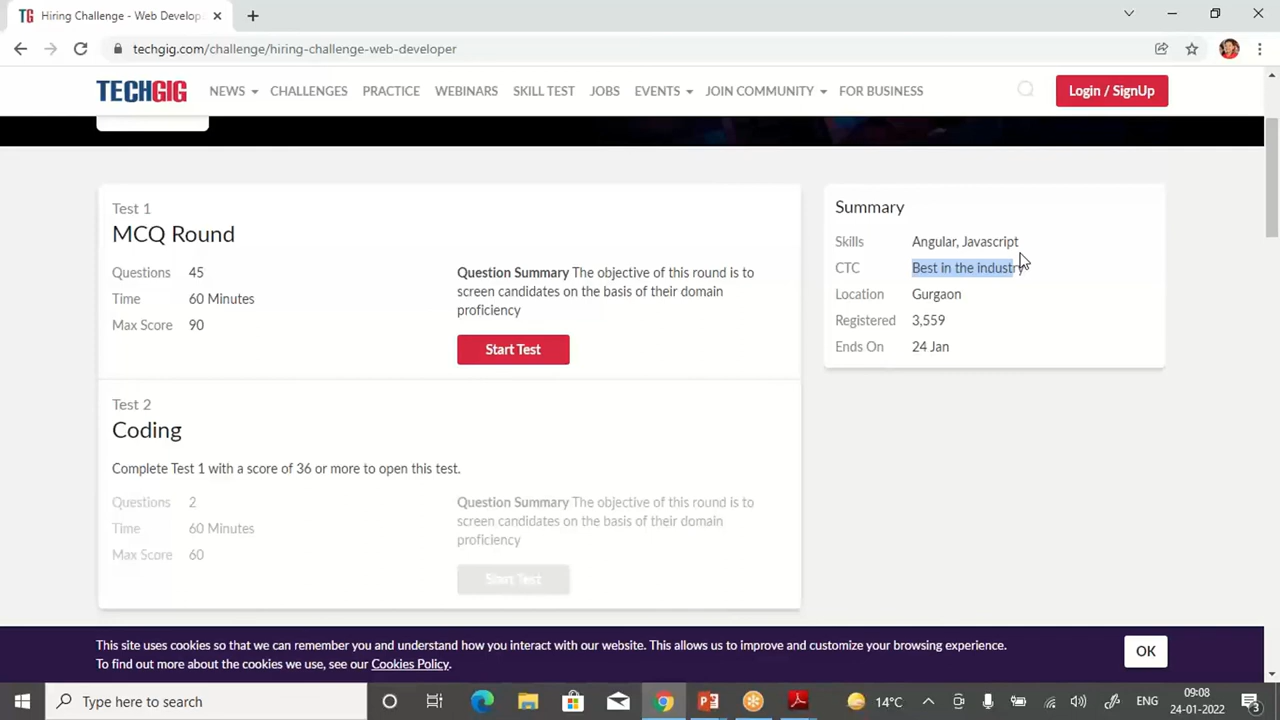 TG Hiring Challenge - Web Develop
techgig.com/challenge/hiring-challenge-web-developer
TECHGIG NEWS CHALLENGES PRACTICE WEBINARS SKILL TEST JOBS EVENTS JOIN COMMUNITY FOR BUSINESS Login / SignUp
Test 1
MCQ Round
Questions 45
Time 60 Minutes
Max Score 90
Question Summary The objective of this round is to
screen candidates on the basis of their domain
proficiency
Start Test
Test 2
Coding
Complete Test 1 with a score of 36 or more to open this test.
Questions 2
Time 60 Minutes
Max Score 60
Question Summary The objective of this round is to
screen candidates on the basis of their domain
proficiency
Start Test
Summary
Skills Angular, Javascript
CTC Best in the industry
Location Gurgaon
Registered 3,559
Ends On 24 Jan
This site uses cookies so that we can remember you and understand how you interact with our website. This allows us to improve and customize your browsing experience.
To find out more about the cookies we use, see our Cookies Policy.
OK
Type here to search
14°C
ENG
09:08
24-01-2022
3